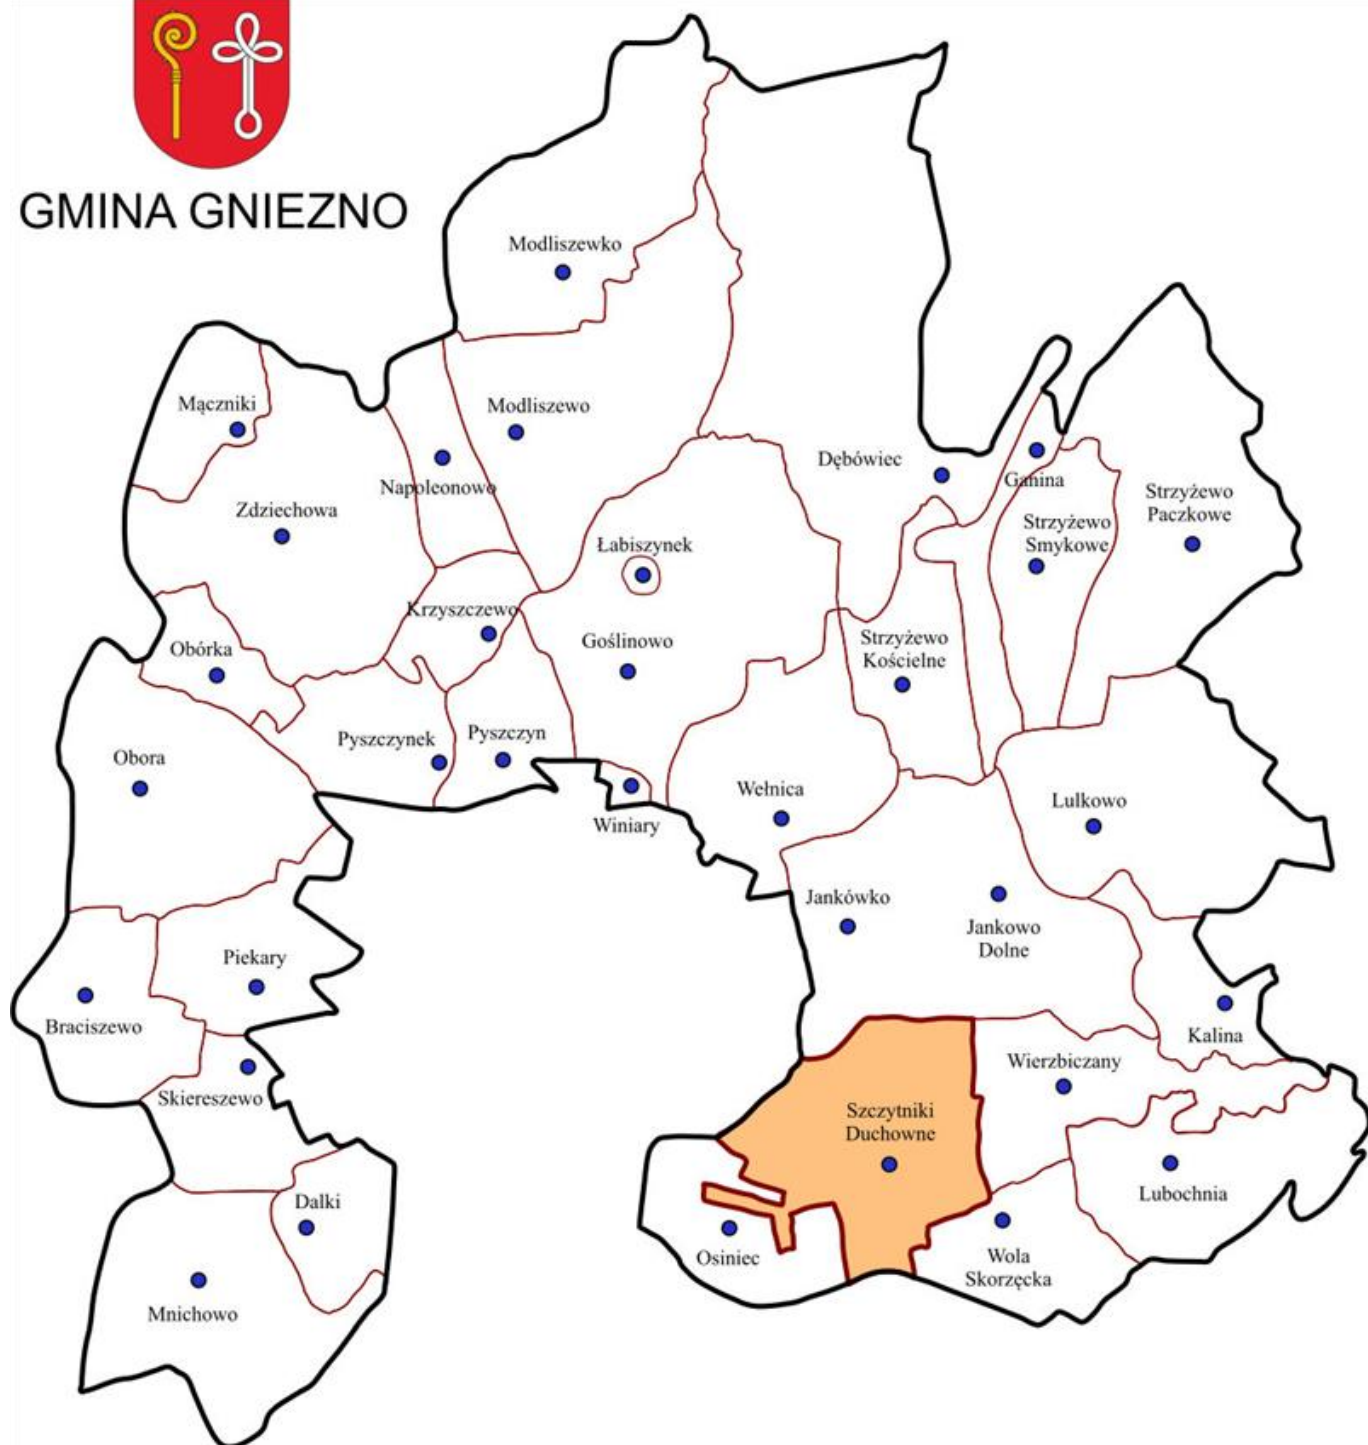 GMINA GNIEZNO
Modliszewko
Mączniki
Modliszewo
Napoleonowo
Zdziechowa
Dębówiec
Ganina
Strzyżewo
Paczkowe
Strzyżewo
Smykowe
Łabiszynek
Krzyszczewo
Goślinowo
Obórka
Strzyżewo
Kościelne
Pyszczynek
Pyszczyn
Obora
Winiary
Wełnica
Lulkowo
Jankówko
Jankowo
Dolne
Piekary
Braciszewo
Kalina
Skiereszewo
Wierzbiczany
Szczytniki
Duchowne
Lubochnia
Dalki
Osiniec
Wola
Skorzęcka
Mnichowo